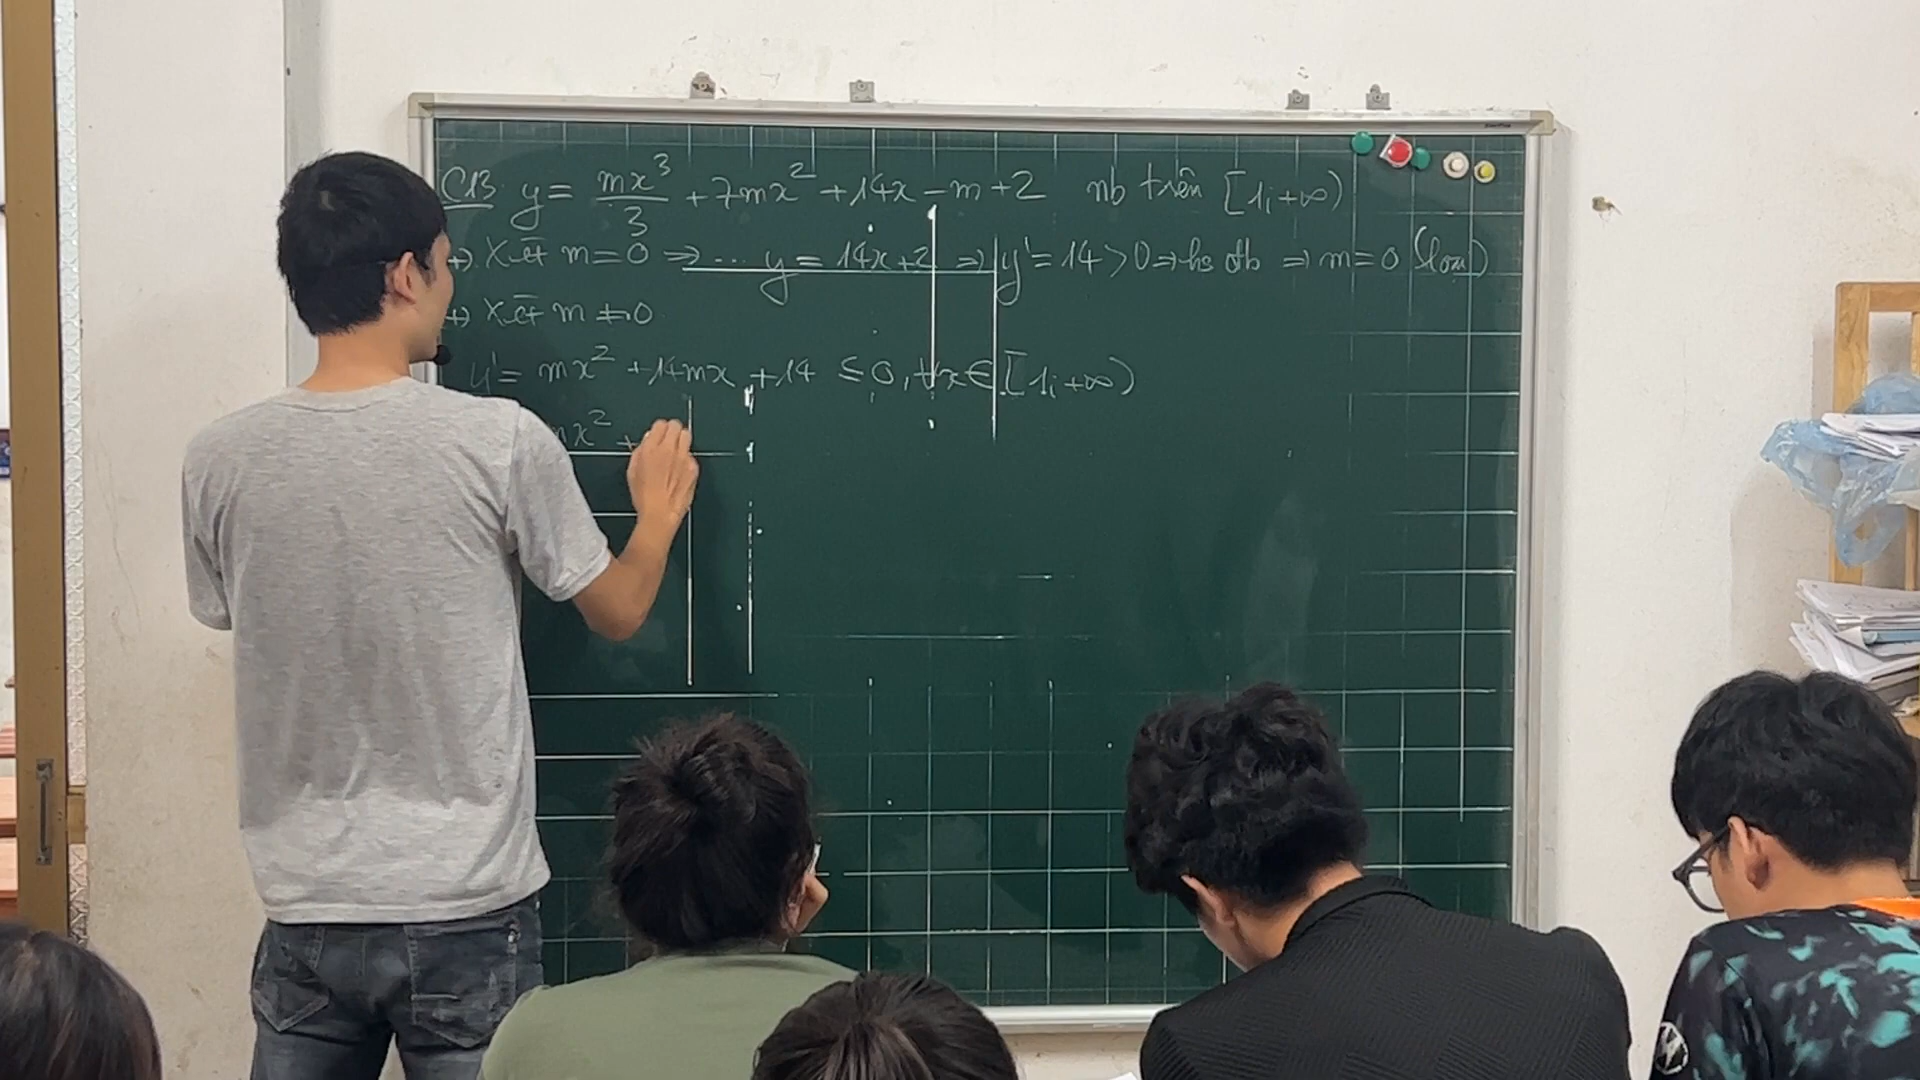 C13 y = mx³/3 + 7mx² + 14x - m + 2 nb trên [1; +∞)
+) Xét m = 0 ⇒ ... y = 14x + 2 ⇒ y' = 14 > 0 ⇒ hs đb ⇒ m = 0 (loại)
+) Xét m ≠ 0
y' = mx² + 14mx + 14 ≤ 0, ∀x ∈ [1; +∞)
mx² +